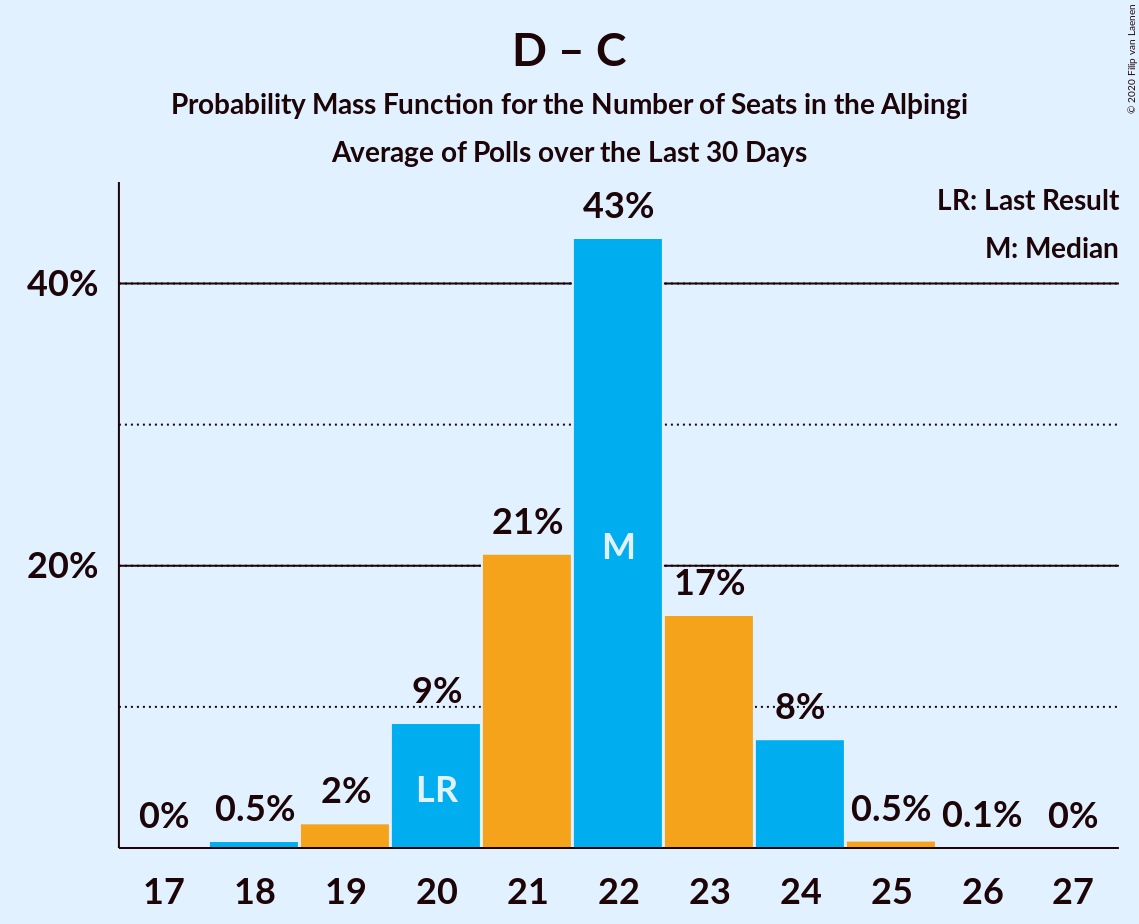 D – C
Probability Mass Function for the Number of Seats in the Alþingi
Average of Polls over the Last 30 Days
© 2020 Filip van Laenen
LR: Last Result
M: Median
43%
40%
21%
M
20%
17%
9%
8%
LR
2%
0%
0.5%
0.5%
0.1%
0%
17 18 19 20 21 22 23 24 25 26 27